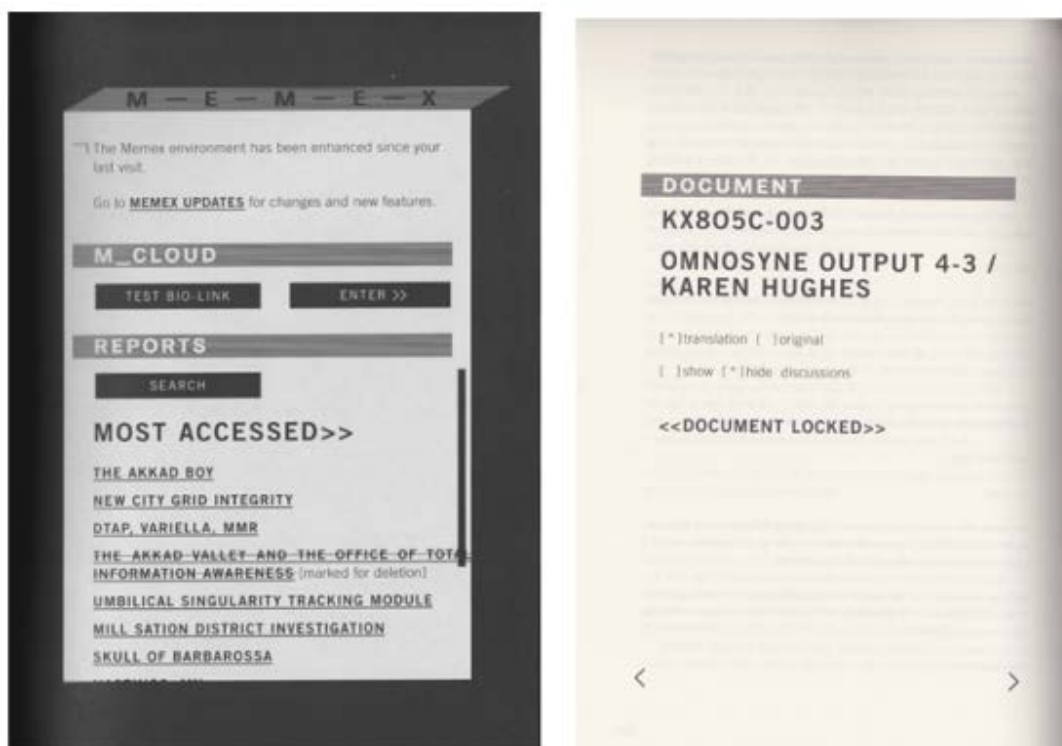 M — E — M — E — X
The Memex environment has been enhanced since your
last visit.
Go to MEMEX UPDATES for changes and new features.
M_CLOUD
TEST BIO-LINK
ENTER >>
REPORTS
SEARCH
MOST ACCESSED>>
THE AKKAD BOY
NEW CITY GRID INTEGRITY
DTAP, VARIELLA, MMR
THE AKKAD VALLEY AND THE OFFICE OF TOTAL
INFORMATION AWARENESS [marked for deletion]
UMBILICAL SINGULARITY TRACKING MODULE
MILL SATION DISTRICT INVESTIGATION
SKULL OF BARBAROSSA
DOCUMENT
KX805C-003
OMNOSYNE OUTPUT 4-3 /
KAREN HUGHES
[*]translation [ ]original
[ ]show [*]hide discussions
<<DOCUMENT LOCKED>>
< >